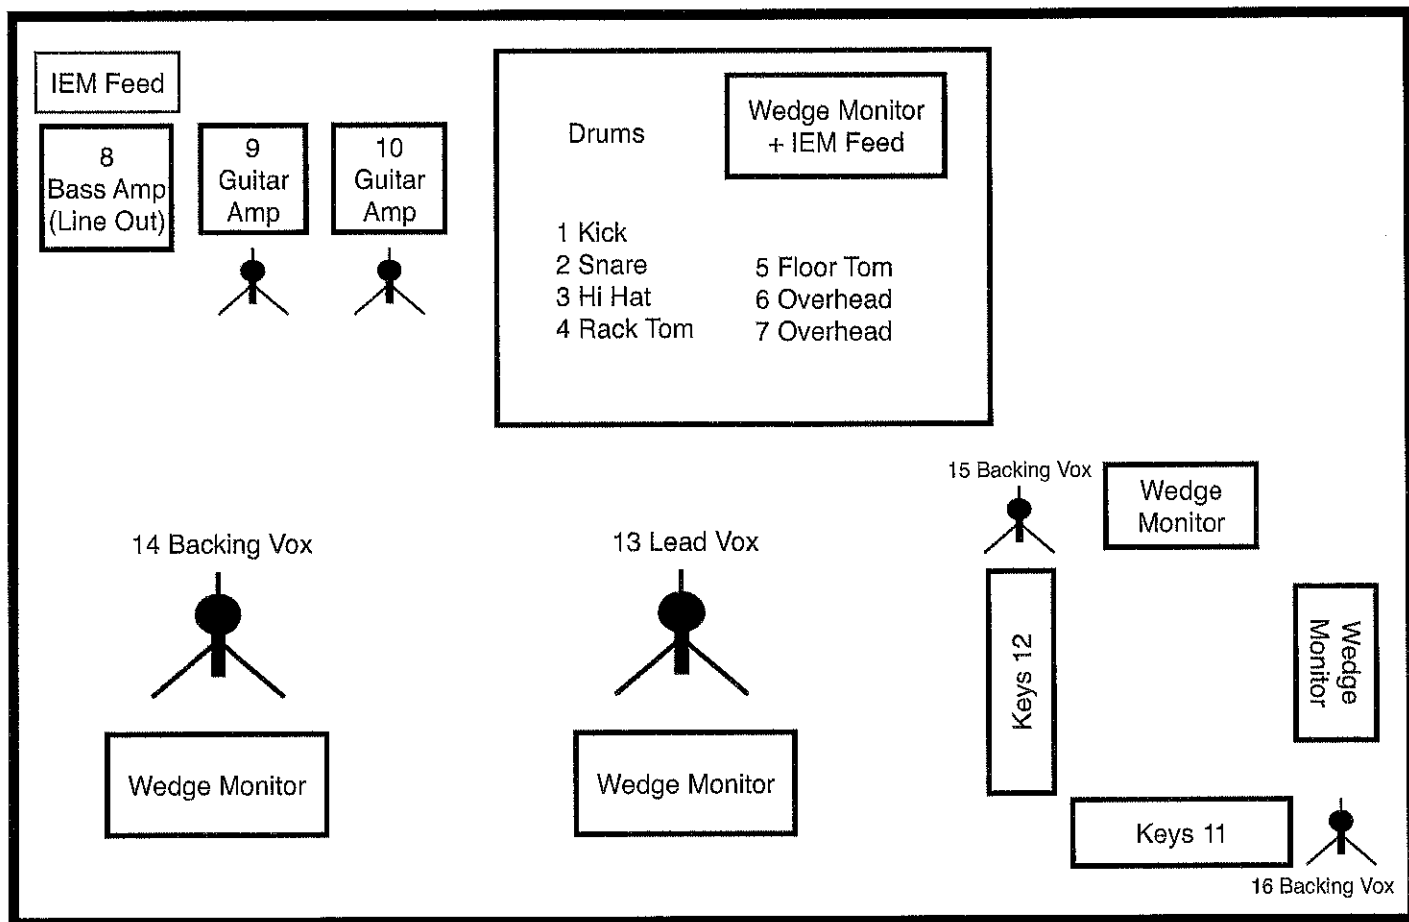 IEM Feed
8
Bass Amp
(Line Out)
9
Guitar
Amp
10
Guitar
Amp
Drums
Wedge Monitor
+ IEM Feed
1 Kick
2 Snare
3 Hi Hat
4 Rack Tom
5 Floor Tom
6 Overhead
7 Overhead
14 Backing Vox
Wedge Monitor
13 Lead Vox
Wedge Monitor
15 Backing Vox
Wedge
Monitor
Keys 12
Wedge
Monitor
Keys 11
16 Backing Vox